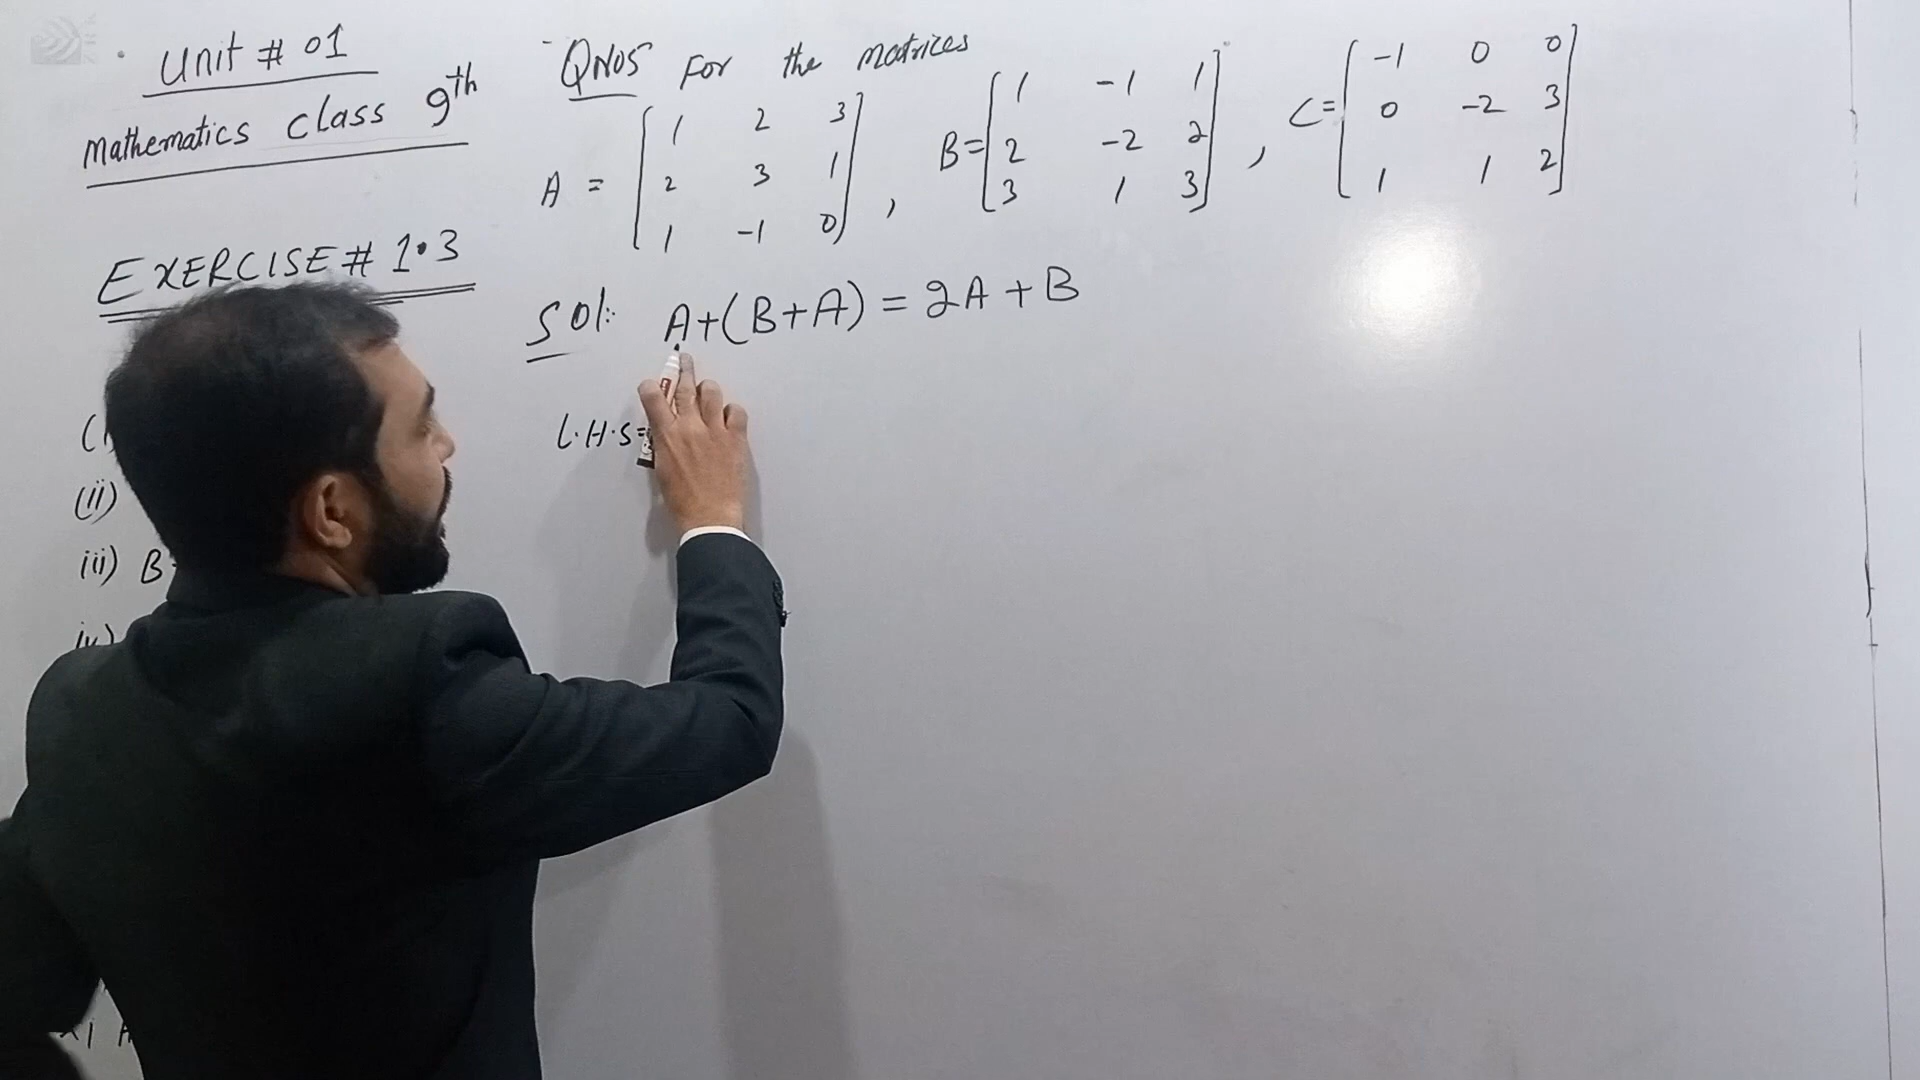 Unit # 01
Mathematics class 9th
EXERCISE # 1.3
(ii)
iii) B
iv)
QNO5 For the matrices
A = [1 2 3
2 3 1
1 -1 0],
B = [1 -1 1
2 -2 2
3 1 3],
C = [-1 0 0
0 -2 3
1 1 2]
Sol: A+(B+A) = 2A+B
L.H.S=